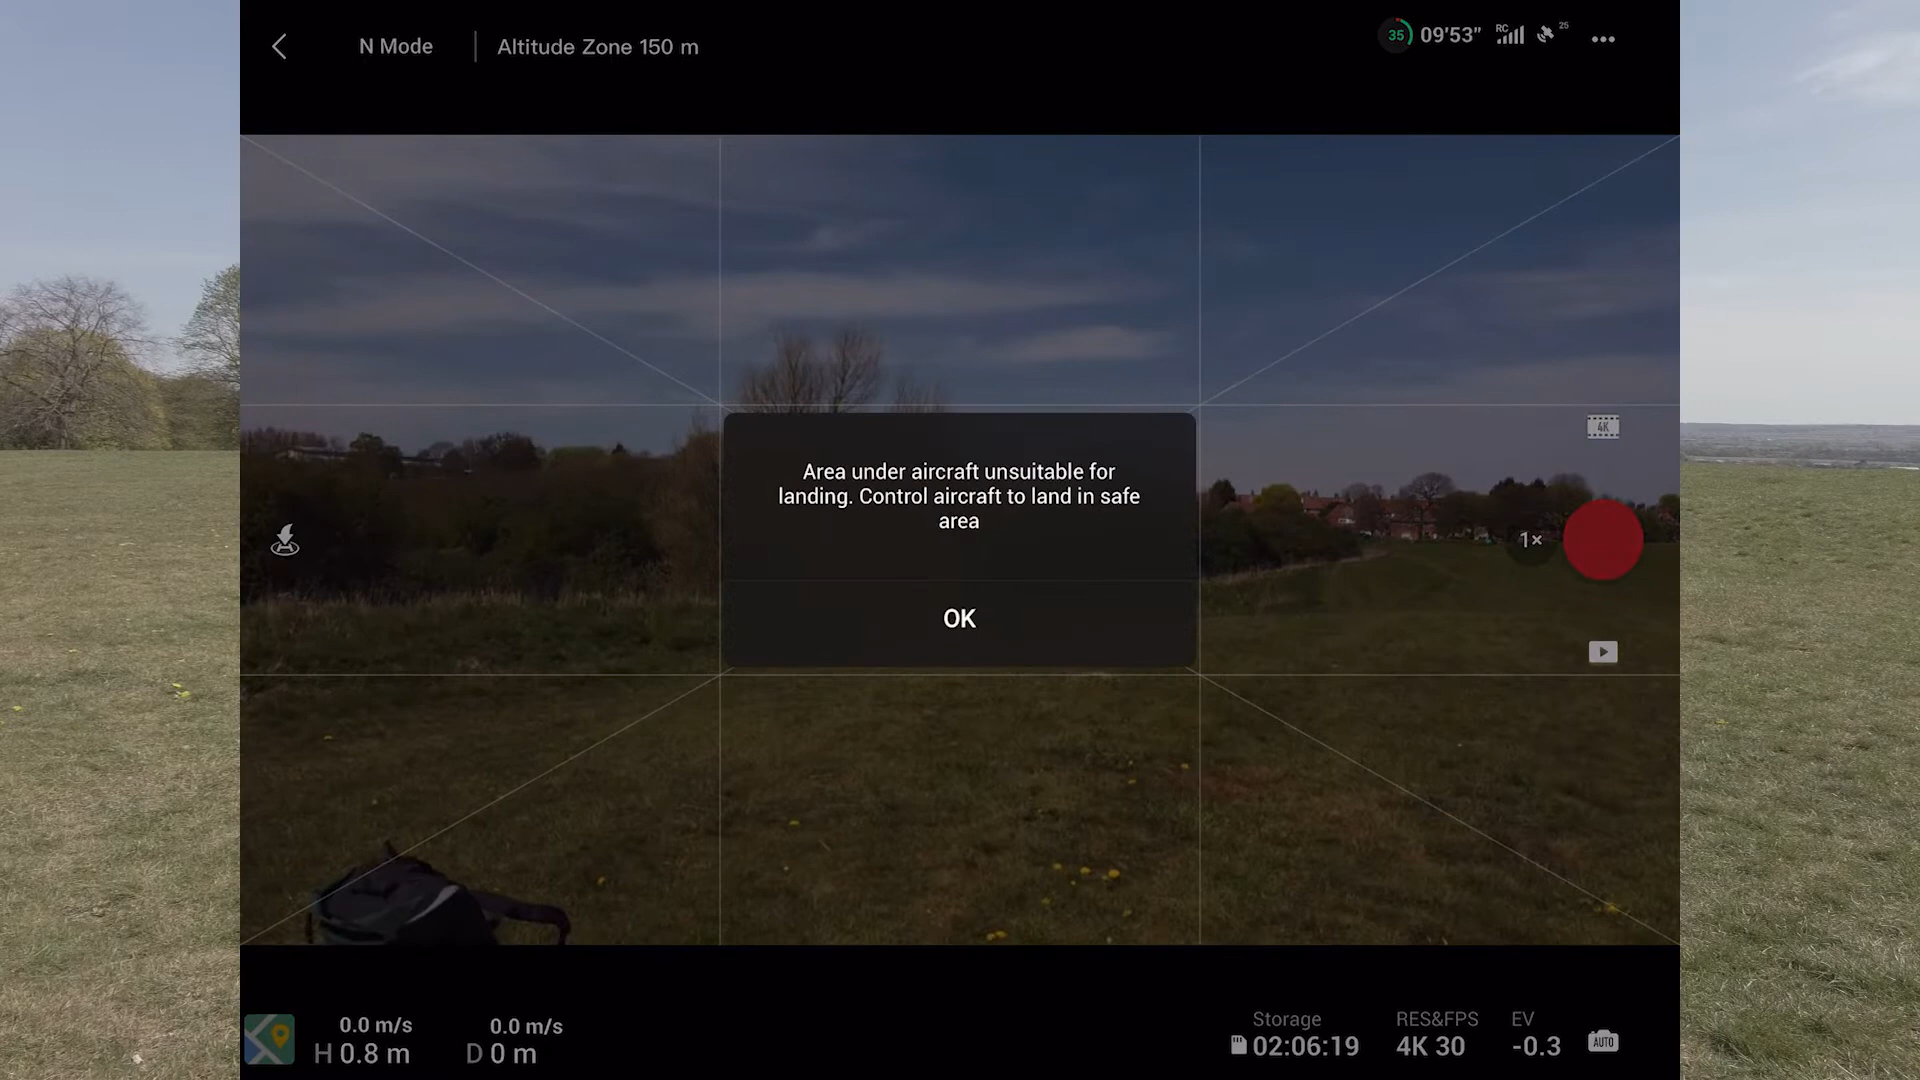 N Mode
Altitude Zone 150 m
35
09'53"
RC
25
Area under aircraft unsuitable for
landing. Control aircraft to land in safe
area
OK
4K
1×
0.0 m/s
0.0 m/s
H 0.8 m
D 0 m
Storage
02:06:19
RES&FPS
4K 30
EV
-0.3
AUTO